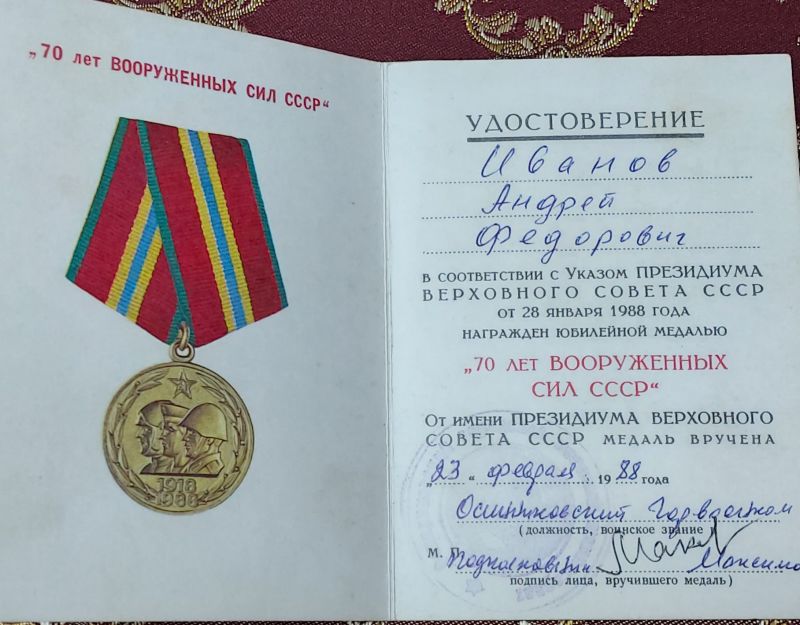 „70 лет ВООРУЖЕННЫХ СИЛ СССР“
1918
1988
УДОСТОВЕРЕНИЕ
Иванов
Андрей
Федорович
В СООТВЕТСТВИИ С УКАЗОМ ПРЕЗИДИУМА
ВЕРХОВНОГО СОВЕТА СССР
ОТ 28 ЯНВАРЯ 1988 ГОДА
НАГРАЖДЕН ЮБИЛЕЙНОЙ МЕДАЛЬЮ
„70 ЛЕТ ВООРУЖЕННЫХ
СИЛ СССР“
ОТ ИМЕНИ ПРЕЗИДИУМА ВЕРХОВНОГО
СОВЕТА СССР МЕДАЛЬ ВРУЧЕНА
„23“ февраля 1988 года
Осинниковский Горвоенком
(должность, воинское звание
М. П. Подполковник
подпись лица, вручившего медаль)